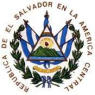 REPUBLICA DE EL SALVADOR EN LA AMERICA CENTRAL